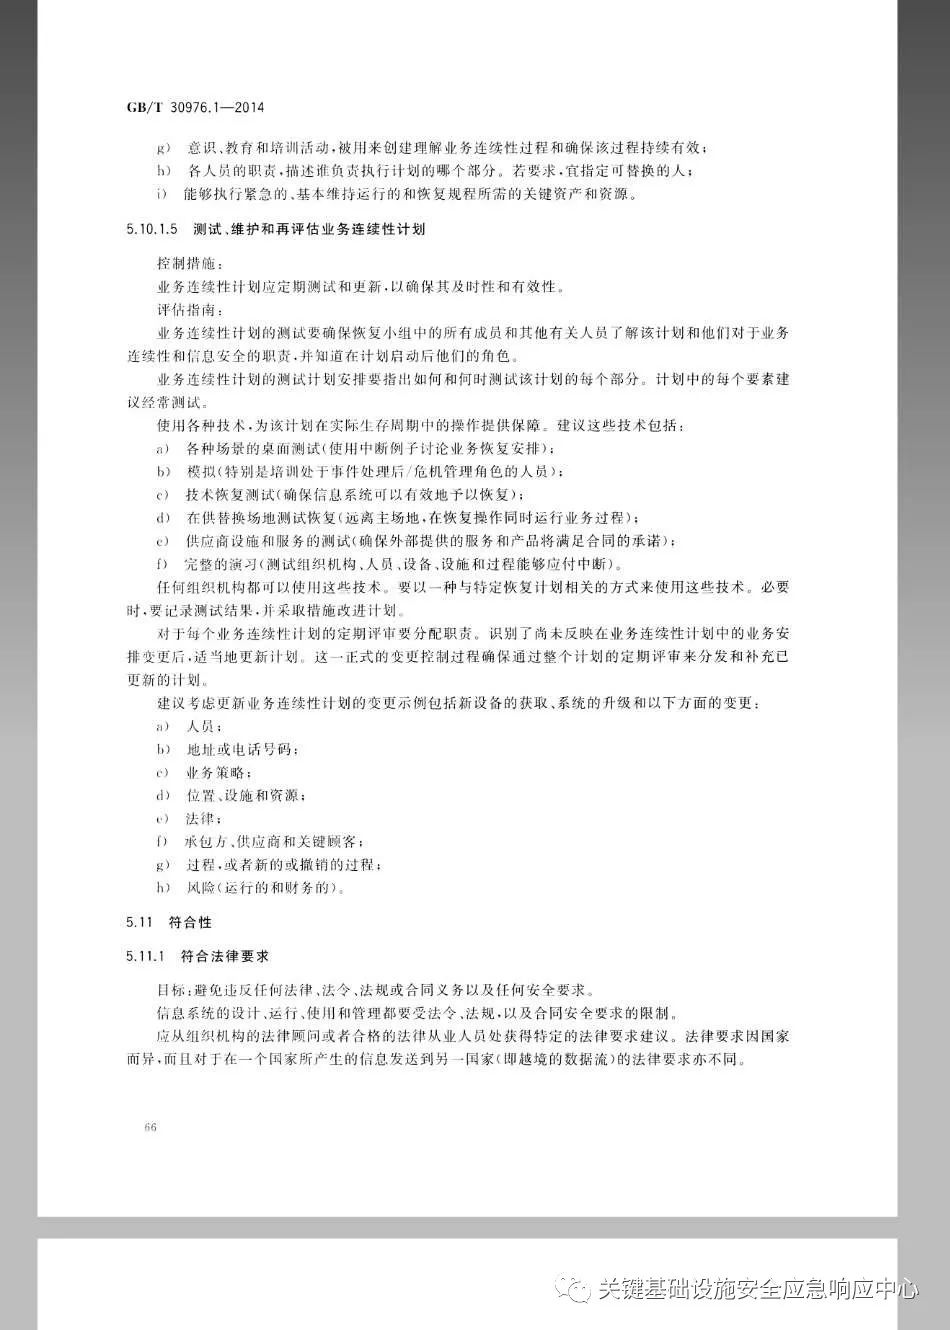 GB/T 30976.1—2014
g) 意识、教育和培训活动,被用来创建理解业务连续性过程和确保该过程持续有效;
h) 各人员的职责,描述谁负责执行计划的哪个部分。若要求,宜指定可替换的人;
i) 能够执行紧急的、基本维持运行的和恢复规程所需的关键资产和资源。
5.10.1.5 测试、维护和再评估业务连续性计划
控制措施:
业务连续性计划应定期测试和更新,以确保其及时性和有效性。
评估指南:
业务连续性计划的测试要确保恢复小组中的所有成员和其他有关人员了解该计划和他们对于业务
连续性和信息安全的职责,并知道在计划启动后他们的角色。
业务连续性计划的测试计划安排要指出如何和何时测试该计划的每个部分。计划中的每个要素建
议经常测试。
使用各种技术,为该计划在实际生存周期中的操作提供保障。建议这些技术包括:
a) 各种场景的桌面测试(使用中断例子讨论业务恢复安排);
b) 模拟(特别是培训处于事件处理后/危机管理角色的人员);
c) 技术恢复测试(确保信息系统可以有效地予以恢复);
d) 在供替换场地测试恢复(远离主场地,在恢复操作同时运行业务过程);
e) 供应商设施和服务的测试(确保外部提供的服务和产品将满足合同的承诺);
f) 完整的演习(测试组织机构、人员、设备、设施和过程能够应付中断)。
任何组织机构都可以使用这些技术。要以一种与特定恢复计划相关的方式来使用这些技术。必要
时,要记录测试结果,并采取措施改进计划。
对于每个业务连续性计划的定期评审要分配职责。识别了尚未反映在业务连续性计划中的业务安
排变更后,适当地更新计划。这一正式的变更控制过程确保通过整个计划的定期评审来分发和补充已
更新的计划。
建议考虑更新业务连续性计划的变更示例包括新设备的获取、系统的升级和以下方面的变更:
a) 人员;
b) 地址或电话号码;
c) 业务策略;
d) 位置、设施和资源;
e) 法律;
f) 承包方、供应商和关键顾客;
g) 过程,或者新的或撤销的过程;
h) 风险(运行的和财务的)。
5.11 符合性
5.11.1 符合法律要求
目标:避免违反任何法律、法令、法规或合同义务以及任何安全要求。
信息系统的设计、运行、使用和管理都要受法令、法规,以及合同安全要求的限制。
应从组织机构的法律顾问或者合格的法律从业人员处获得特定的法律要求建议。法律要求因国家
而异,而且对于在一个国家所产生的信息发送到另一国家(即越境的数据流)的法律要求亦不同。
66
关键基础设施安全应急响应中心